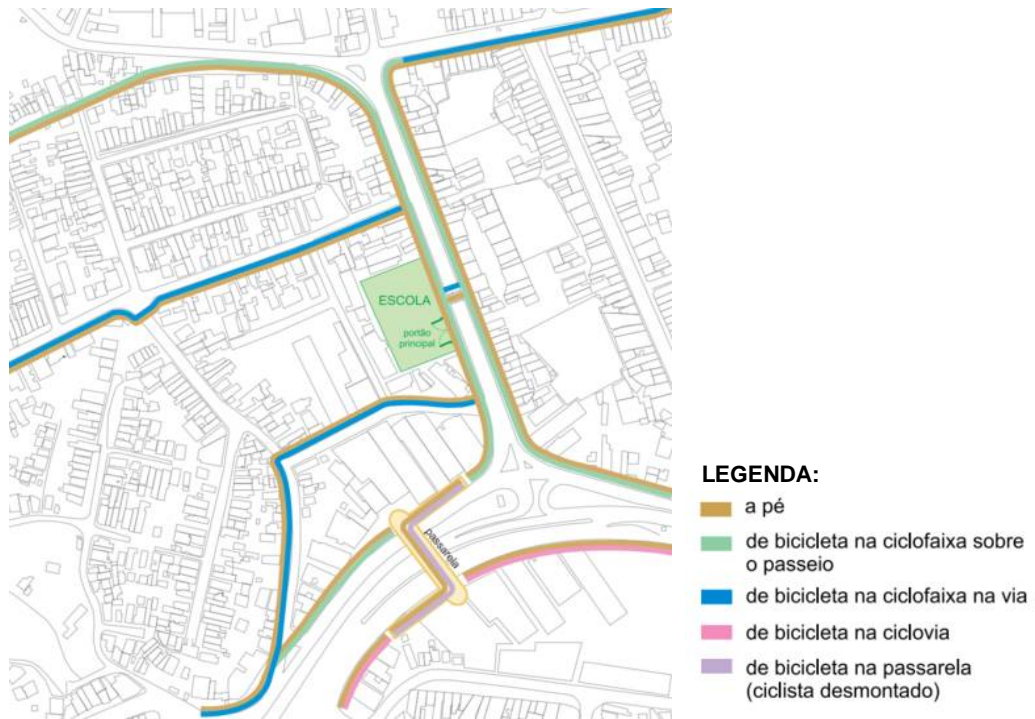 ESCOLA
portão
principal
passarela
LEGENDA:
a pé
de bicicleta na ciclofaixa sobre
o passeio
de bicicleta na ciclofaixa na via
de bicicleta na ciclovia
de bicicleta na passarela
(ciclista desmontado)